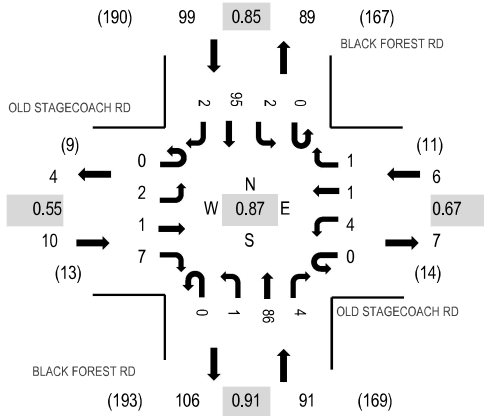 (190) 99 0.85 89 (167)
BLACK FOREST RD
OLD STAGECOACH RD
2 95 2 0
(9) (11)
4 0 1 6
N
0.55 2 W 0.87 E 1 0.67
10 1 S 4 7
(13) 7 0 (14)
0 1 86 4
OLD STAGECOACH RD
BLACK FOREST RD
(193) 106 0.91 91 (169)